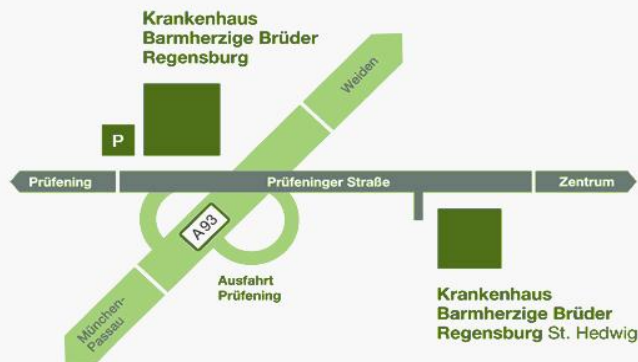 Krankenhaus
Barmherzige Brüder
Regensburg
Weiden
P
Prüfening
Prüfeninger Straße
Zentrum
A93
Ausfahrt
Prüfening
München-
Passau
Krankenhaus
Barmherzige Brüder
Regensburg St. Hedwig